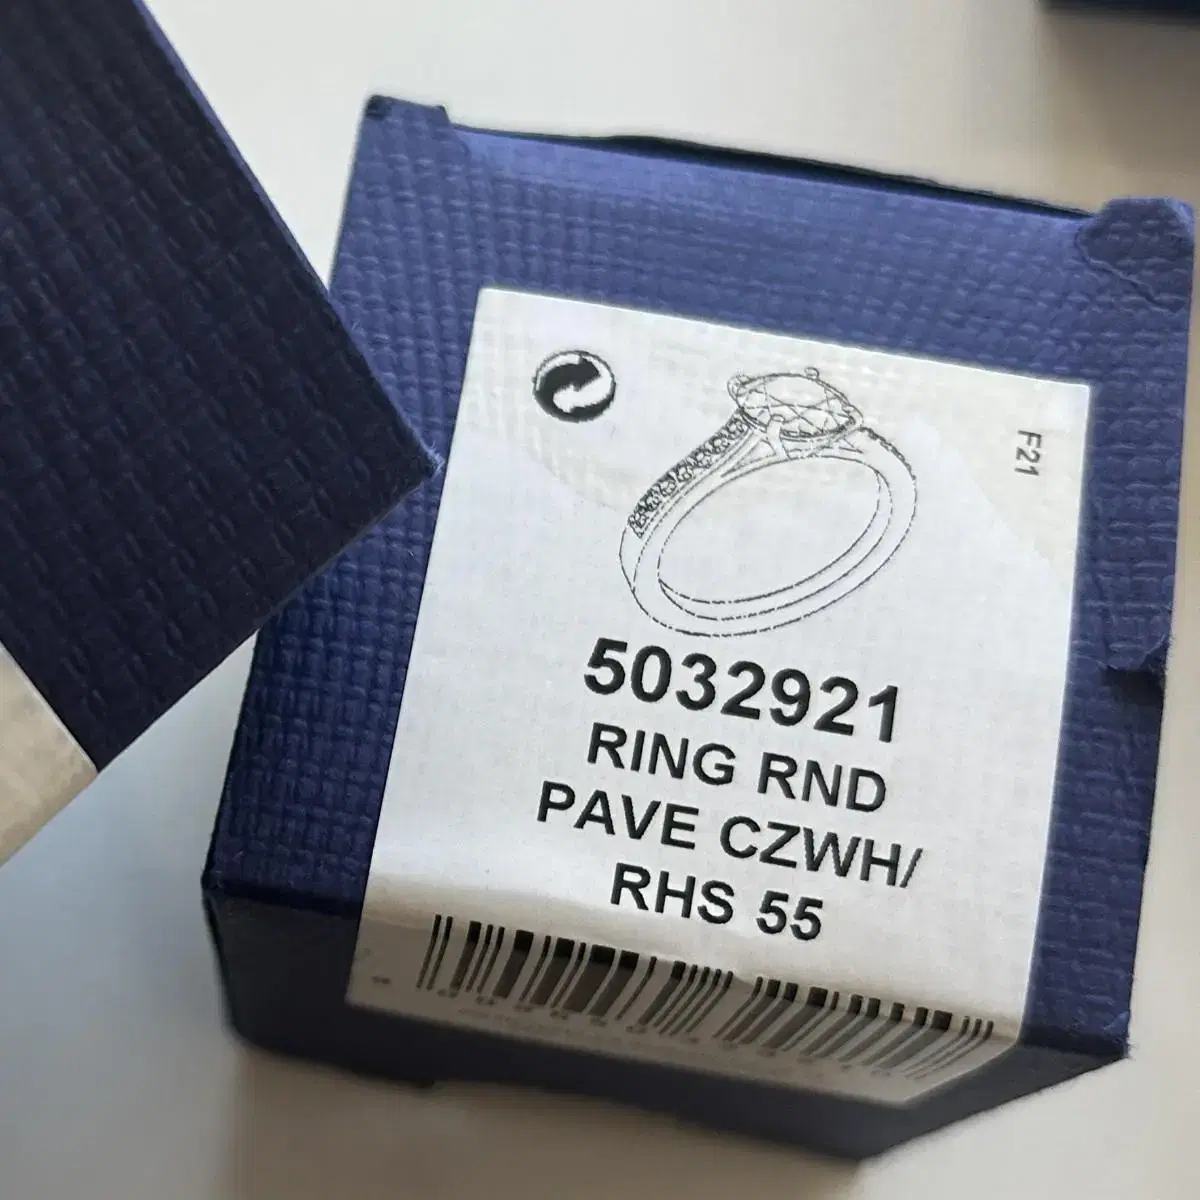 F21
5032921
RING RND
PAVE CZWH/
RHS 55